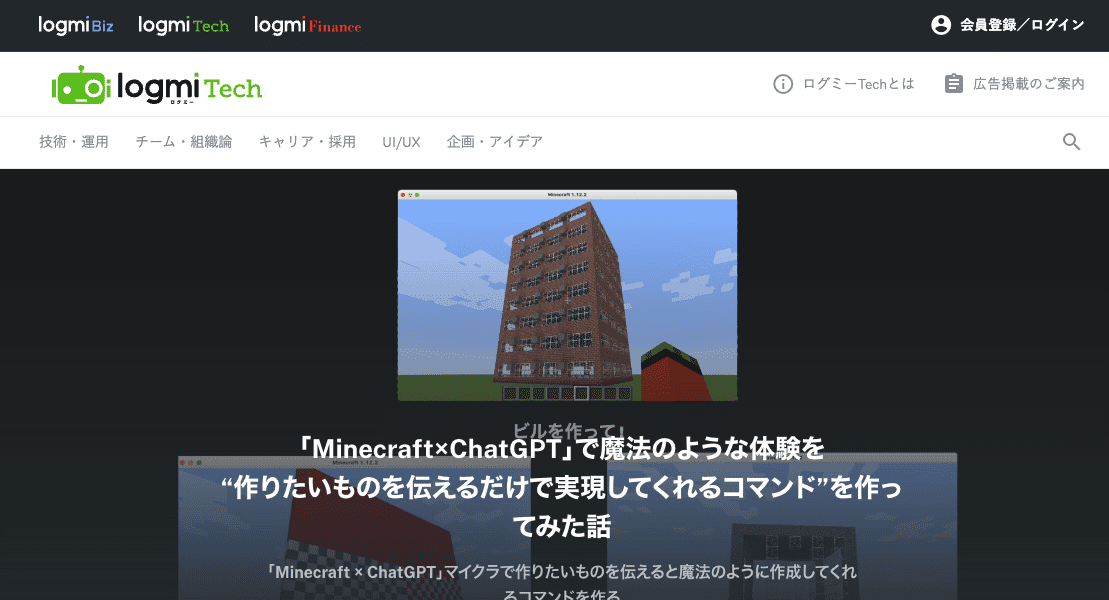 logmi Biz logmi Tech logmi Finance 会員登録／ログイン
logmi Tech ログミーTechとは 広告掲載のご案内
ログミー
技術・運用 チーム・組織論 キャリア・採用 UI/UX 企画・アイデア
Minecraft 1.12.2
ビルを作って!
「Minecraft×ChatGPT」で魔法のような体験を
“作りたいものを伝えるだけで実現してくれるコマンド”を作っ
てみた話
Minecraft 1.12.2
「Minecraft × ChatGPT」マイクラで作りたいものを伝えると魔法のように作成してくれ
るコマンドを作る